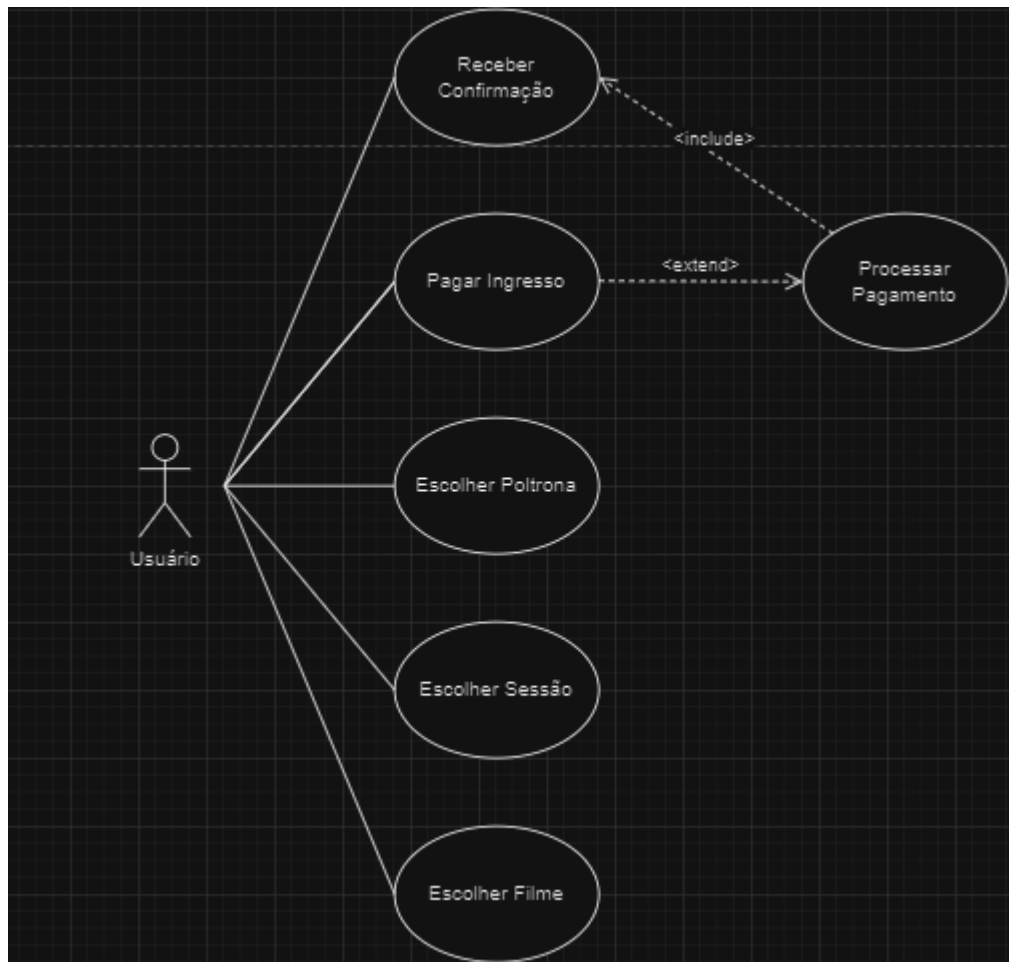 Receber
Confirmação
<include>
Pagar Ingresso
<extend>
Processar
Pagamento
Escolher Poltrona
Usuário
Escolher Sessão
Escolher Filme